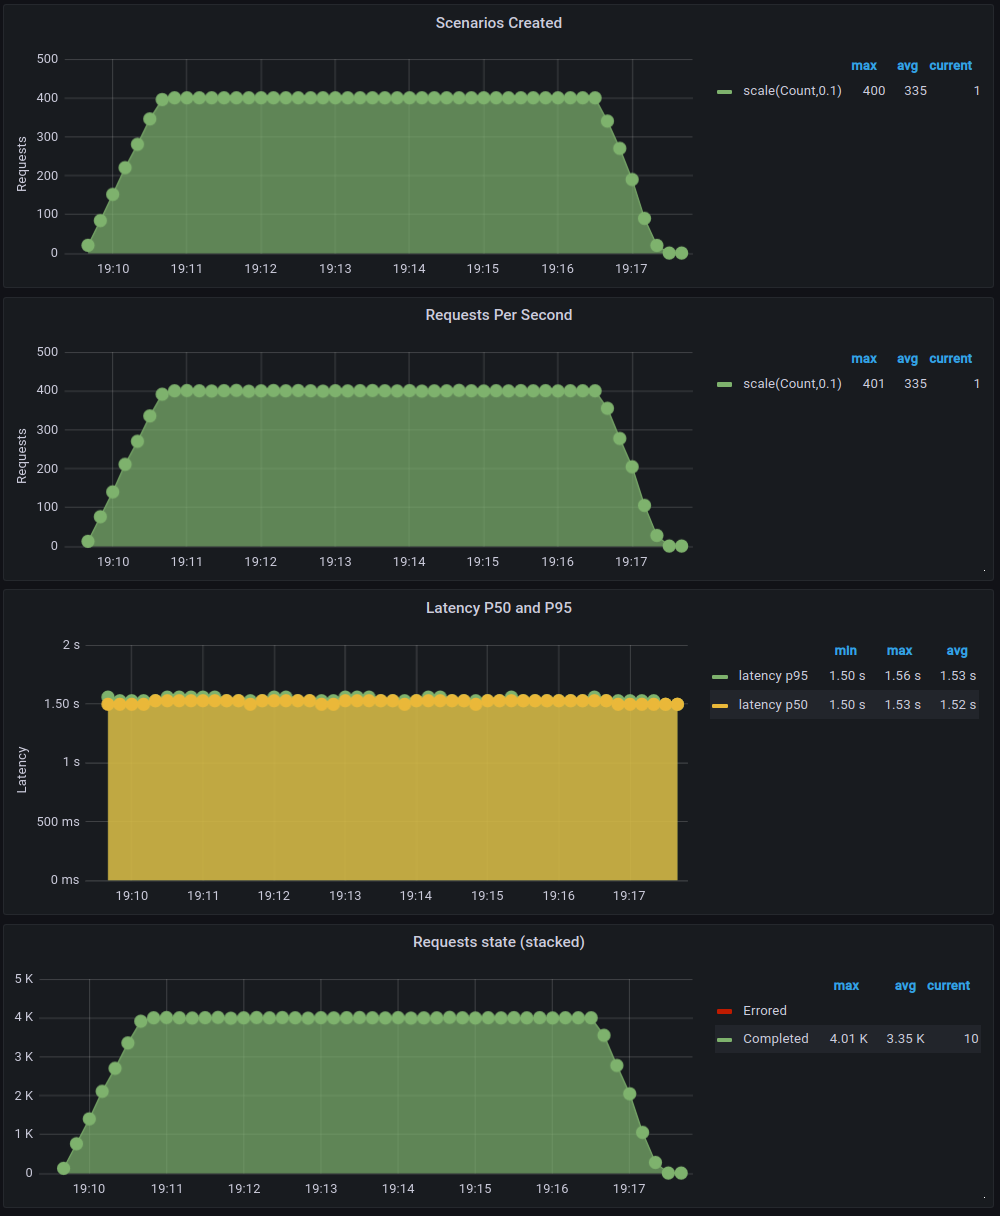 Scenarios Created
500
400
300
200
100
0
Requests
19:10 19:11 19:12 19:13 19:14 19:15 19:16 19:17
max avg current
scale(Count,0.1) 400 335 1
Requests Per Second
500
400
300
200
100
0
Requests
19:10 19:11 19:12 19:13 19:14 19:15 19:16 19:17
max avg current
scale(Count,0.1) 401 335 1
Latency P50 and P95
2 s
1.50 s
1 s
500 ms
0 ms
Latency
19:10 19:11 19:12 19:13 19:14 19:15 19:16 19:17
min max avg
latency p95 1.50 s 1.56 s 1.53 s
latency p50 1.50 s 1.53 s 1.52 s
Requests state (stacked)
5 K
4 K
3 K
2 K
1 K
0
19:10 19:11 19:12 19:13 19:14 19:15 19:16 19:17
max avg current
Errored
Completed 4.01 K 3.35 K 10